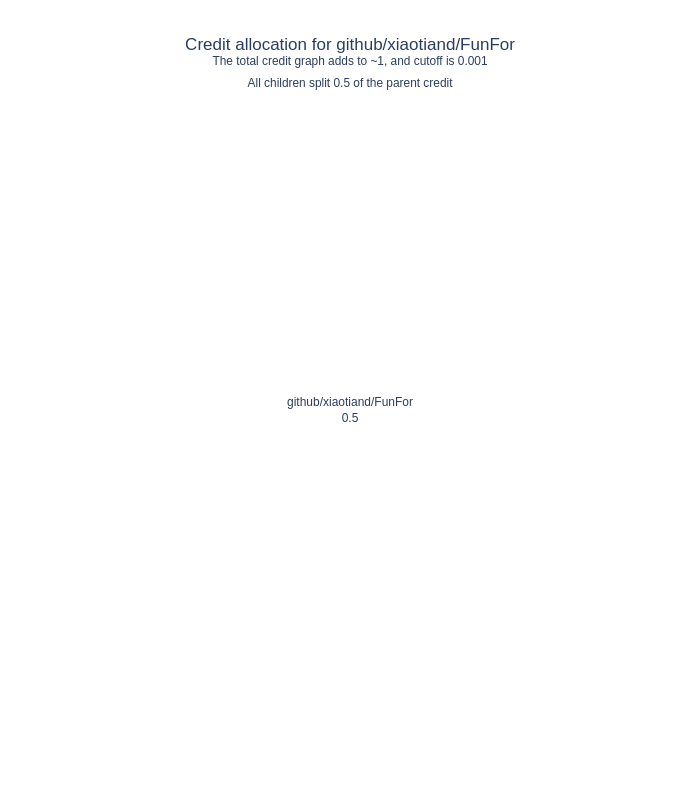 Credit allocation for github/xiaotiand/FunFor
The total credit graph adds to ~1, and cutoff is 0.001
All children split 0.5 of the parent credit
github/xiaotiand/FunFor
0.5